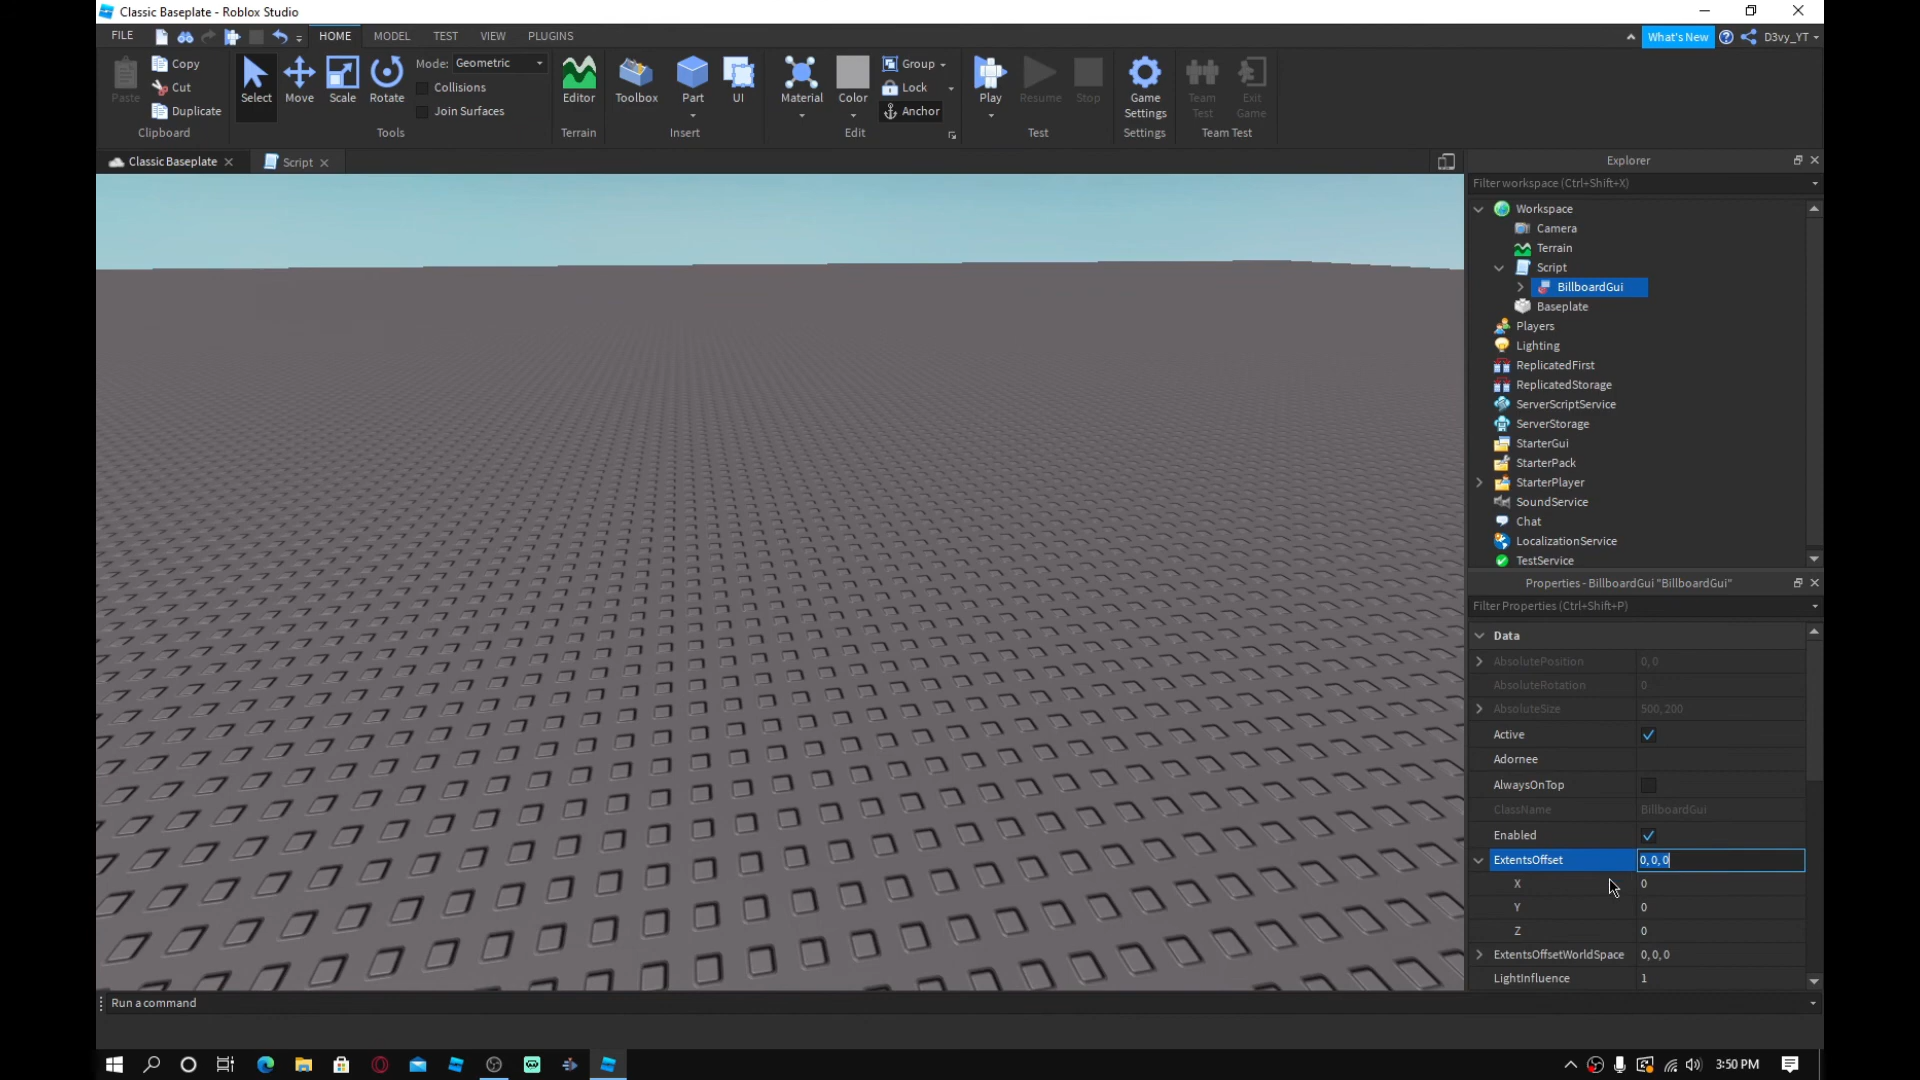 Classic Baseplate - Roblox Studio
FILE
HOME
MODEL
TEST
VIEW
PLUGINS
What's New
D3vy_YT
Paste
Copy
Cut
Duplicate
Clipboard
Select
Move
Scale
Rotate
Mode: Geometric
Collisions
Join Surfaces
Tools
Editor
Terrain
Toolbox
Part
UI
Insert
Material
Color
Group
Lock
Anchor
Edit
Play
Resume
Stop
Test
Game
Settings
Settings
Team
Test
Exit
Game
Team Test
Classic Baseplate
Script
Explorer
Filter workspace (Ctrl+Shift+X)
Workspace
Camera
Terrain
Script
BillboardGui
Baseplate
Players
Lighting
ReplicatedFirst
ReplicatedStorage
ServerScriptService
ServerStorage
StarterGui
StarterPack
StarterPlayer
SoundService
Chat
LocalizationService
TestService
Properties - BillboardGui "BillboardGui"
Filter Properties (Ctrl+Shift+P)
Data
AbsolutePosition 0, 0
AbsoluteRotation 0
AbsoluteSize 500, 200
Active
Adornee
AlwaysOnTop
ClassName BillboardGui
Enabled
ExtentsOffset 0, 0, 0
X 0
Y 0
Z 0
ExtentsOffsetWorldSpace 0, 0, 0
LightInfluence 1
Run a command
3:50 PM